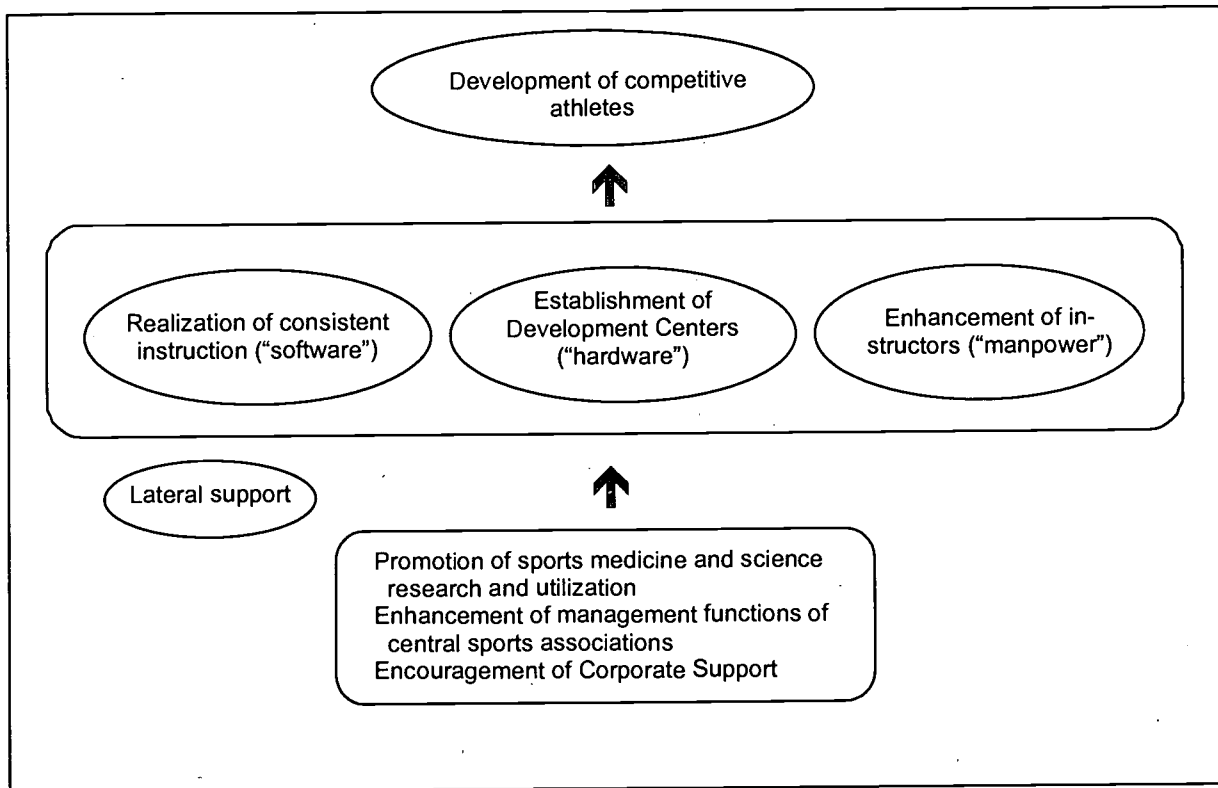 Development of competitive
athletes
Realization of consistent
instruction (“software”)
Establishment of
Development Centers
(“hardware”)
Enhancement of in-
structors (“manpower”)
Lateral support
Promotion of sports medicine and science
research and utilization
Enhancement of management functions of
central sports associations
Encouragement of Corporate Support